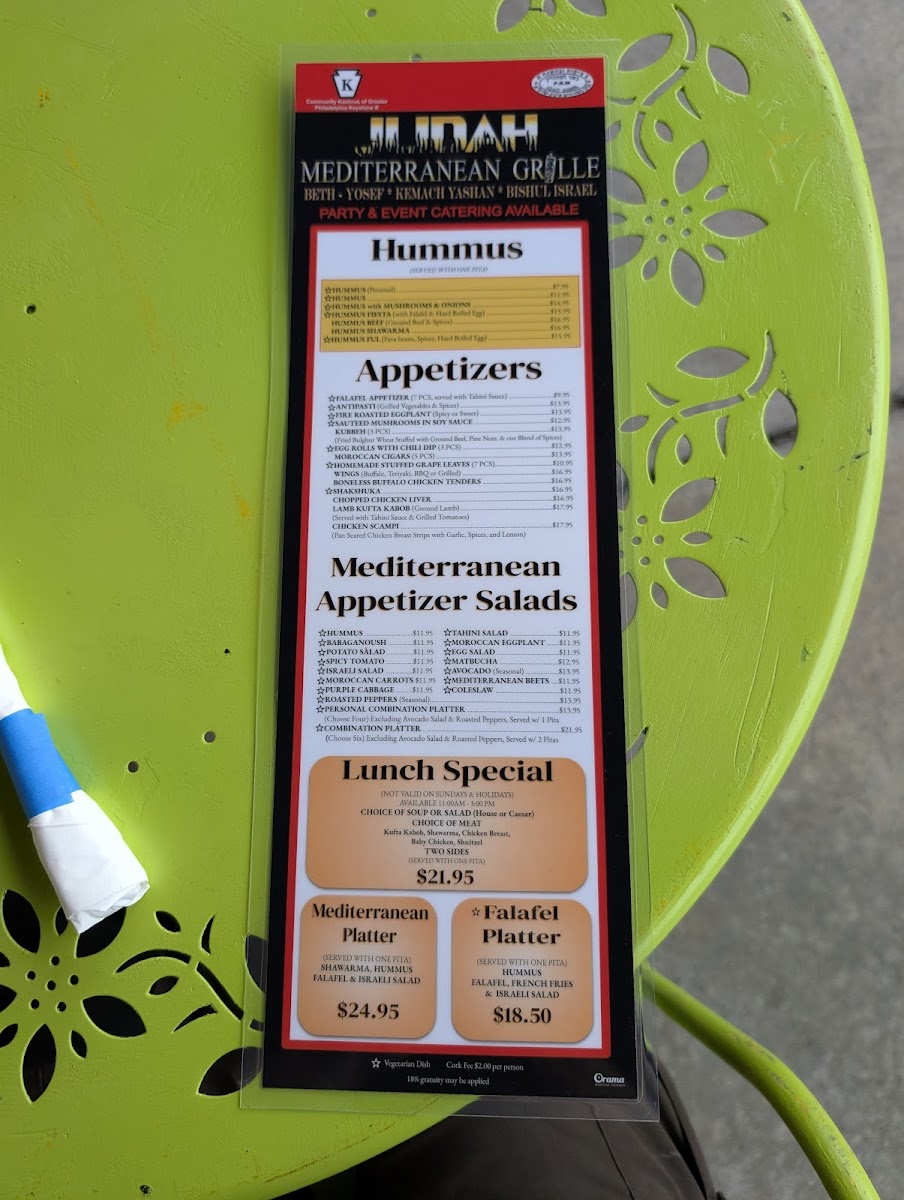 K
Community Kashrus of Greater
Philadelphia Keystone K
JUDAH
MEDITERRANEAN GRILLE
BETH - YOSEF * KEMACH YASHAN * BISHUL ISRAEL
PARTY & EVENT CATERING AVAILABLE
Hummus
(SERVED WITH ONE PITA)
☆HUMMUS (Personal) $7.95
☆HUMMUS $11.95
☆HUMMUS with MUSHROOMS & ONIONS $14.95
☆HUMMUS FIESTA (with Falafil & Hard Boiled Egg) $15.95
HUMMUS BEEF (Ground Beef & Spices) $16.95
HUMMUS SHAWARMA $16.95
☆HUMMUS FUL (Fava beans, Spices, Hard Boiled Egg) $15.95
Appetizers
☆FALAFEL APPETIZER (7 PCS, served with Tahini Sauce) $9.95
☆ANTIPASTI (Grilled Vegetables & Spices) $13.95
☆FIRE ROASTED EGGPLANT (Spicy or Sweet) $13.95
☆SAUTEED MUSHROOMS IN SOY SAUCE $12.95
KUBBEH (3 PCS) $13.95
(Fried Bulghur Wheat Stuffed with Ground Beef, Pine Nuts, & our Blend of Spices)
☆EGG ROLLS WITH CHILI DIP (3 PCS) $12.95
MOROCCAN CIGARS (5 PCS) $13.95
☆HOMEMADE STUFFED GRAPE LEAVES (7 PCS) $10.95
WINGS (Buffalo, Teriyaki, BBQ or Grilled) $16.95
BONELESS BUFFALO CHICKEN TENDERS $16.95
☆SHAKSHUKA $16.95
CHOPPED CHICKEN LIVER $16.95
LAMB KUFTA KABOB (Ground Lamb) $17.95
(Served with Tahini Sauce & Grilled Tomatoes)
CHICKEN SCAMPI $17.95
(Pan Seared Chicken Breast Strips with Garlic, Spices, and Lemon)
Mediterranean
Appetizer Salads
☆HUMMUS $11.95 ☆TAHINI SALAD $11.95
☆BABAGANOUSH $11.95 ☆MOROCCAN EGGPLANT $11.95
☆POTATO SALAD $11.95 ☆EGG SALAD $11.95
☆SPICY TOMATO $11.95 ☆MATBUCHA $12.95
☆ISRAELI SALAD $11.95 ☆AVOCADO (Seasonal) $13.95
☆MOROCCAN CARROTS $11.95 ☆MEDITERRANEAN BEETS $11.95
☆PURPLE CABBAGE $11.95 ☆COLESLAW $11.95
☆ROASTED PEPPERS (Seasonal) $13.95
☆PERSONAL COMBINATION PLATTER $13.95
(Choose Four) Excluding Avocado Salad & Roasted Peppers, Served w/ 1 Pita
☆COMBINATION PLATTER $21.95
(Choose Six) Excluding Avocado Salad & Roasted Peppers, Served w/ 2 Pitas
Lunch Special
(NOT VALID ON SUNDAYS & HOLIDAYS)
AVAILABLE 11:00AM - 3:00 PM
CHOICE OF SOUP OR SALAD (House or Caesar)
CHOICE OF MEAT
Kufta Kabob, Shawarma, Chicken Breast,
Baby Chicken, Shnitzel
TWO SIDES
(SERVED WITH ONE PITA)
$21.95
Mediterranean
Platter
(SERVED WITH ONE PITA)
SHAWARMA, HUMMUS
FALAFEL & ISRAELI SALAD
$24.95
☆Falafel
Platter
(SERVED WITH ONE PITA)
HUMMUS
FALAFEL, FRENCH FRIES
& ISRAELI SALAD
$18.50
☆ Vegetarian Dish Cork Fee $2.00 per person
18% gratuity may be applied
Orama